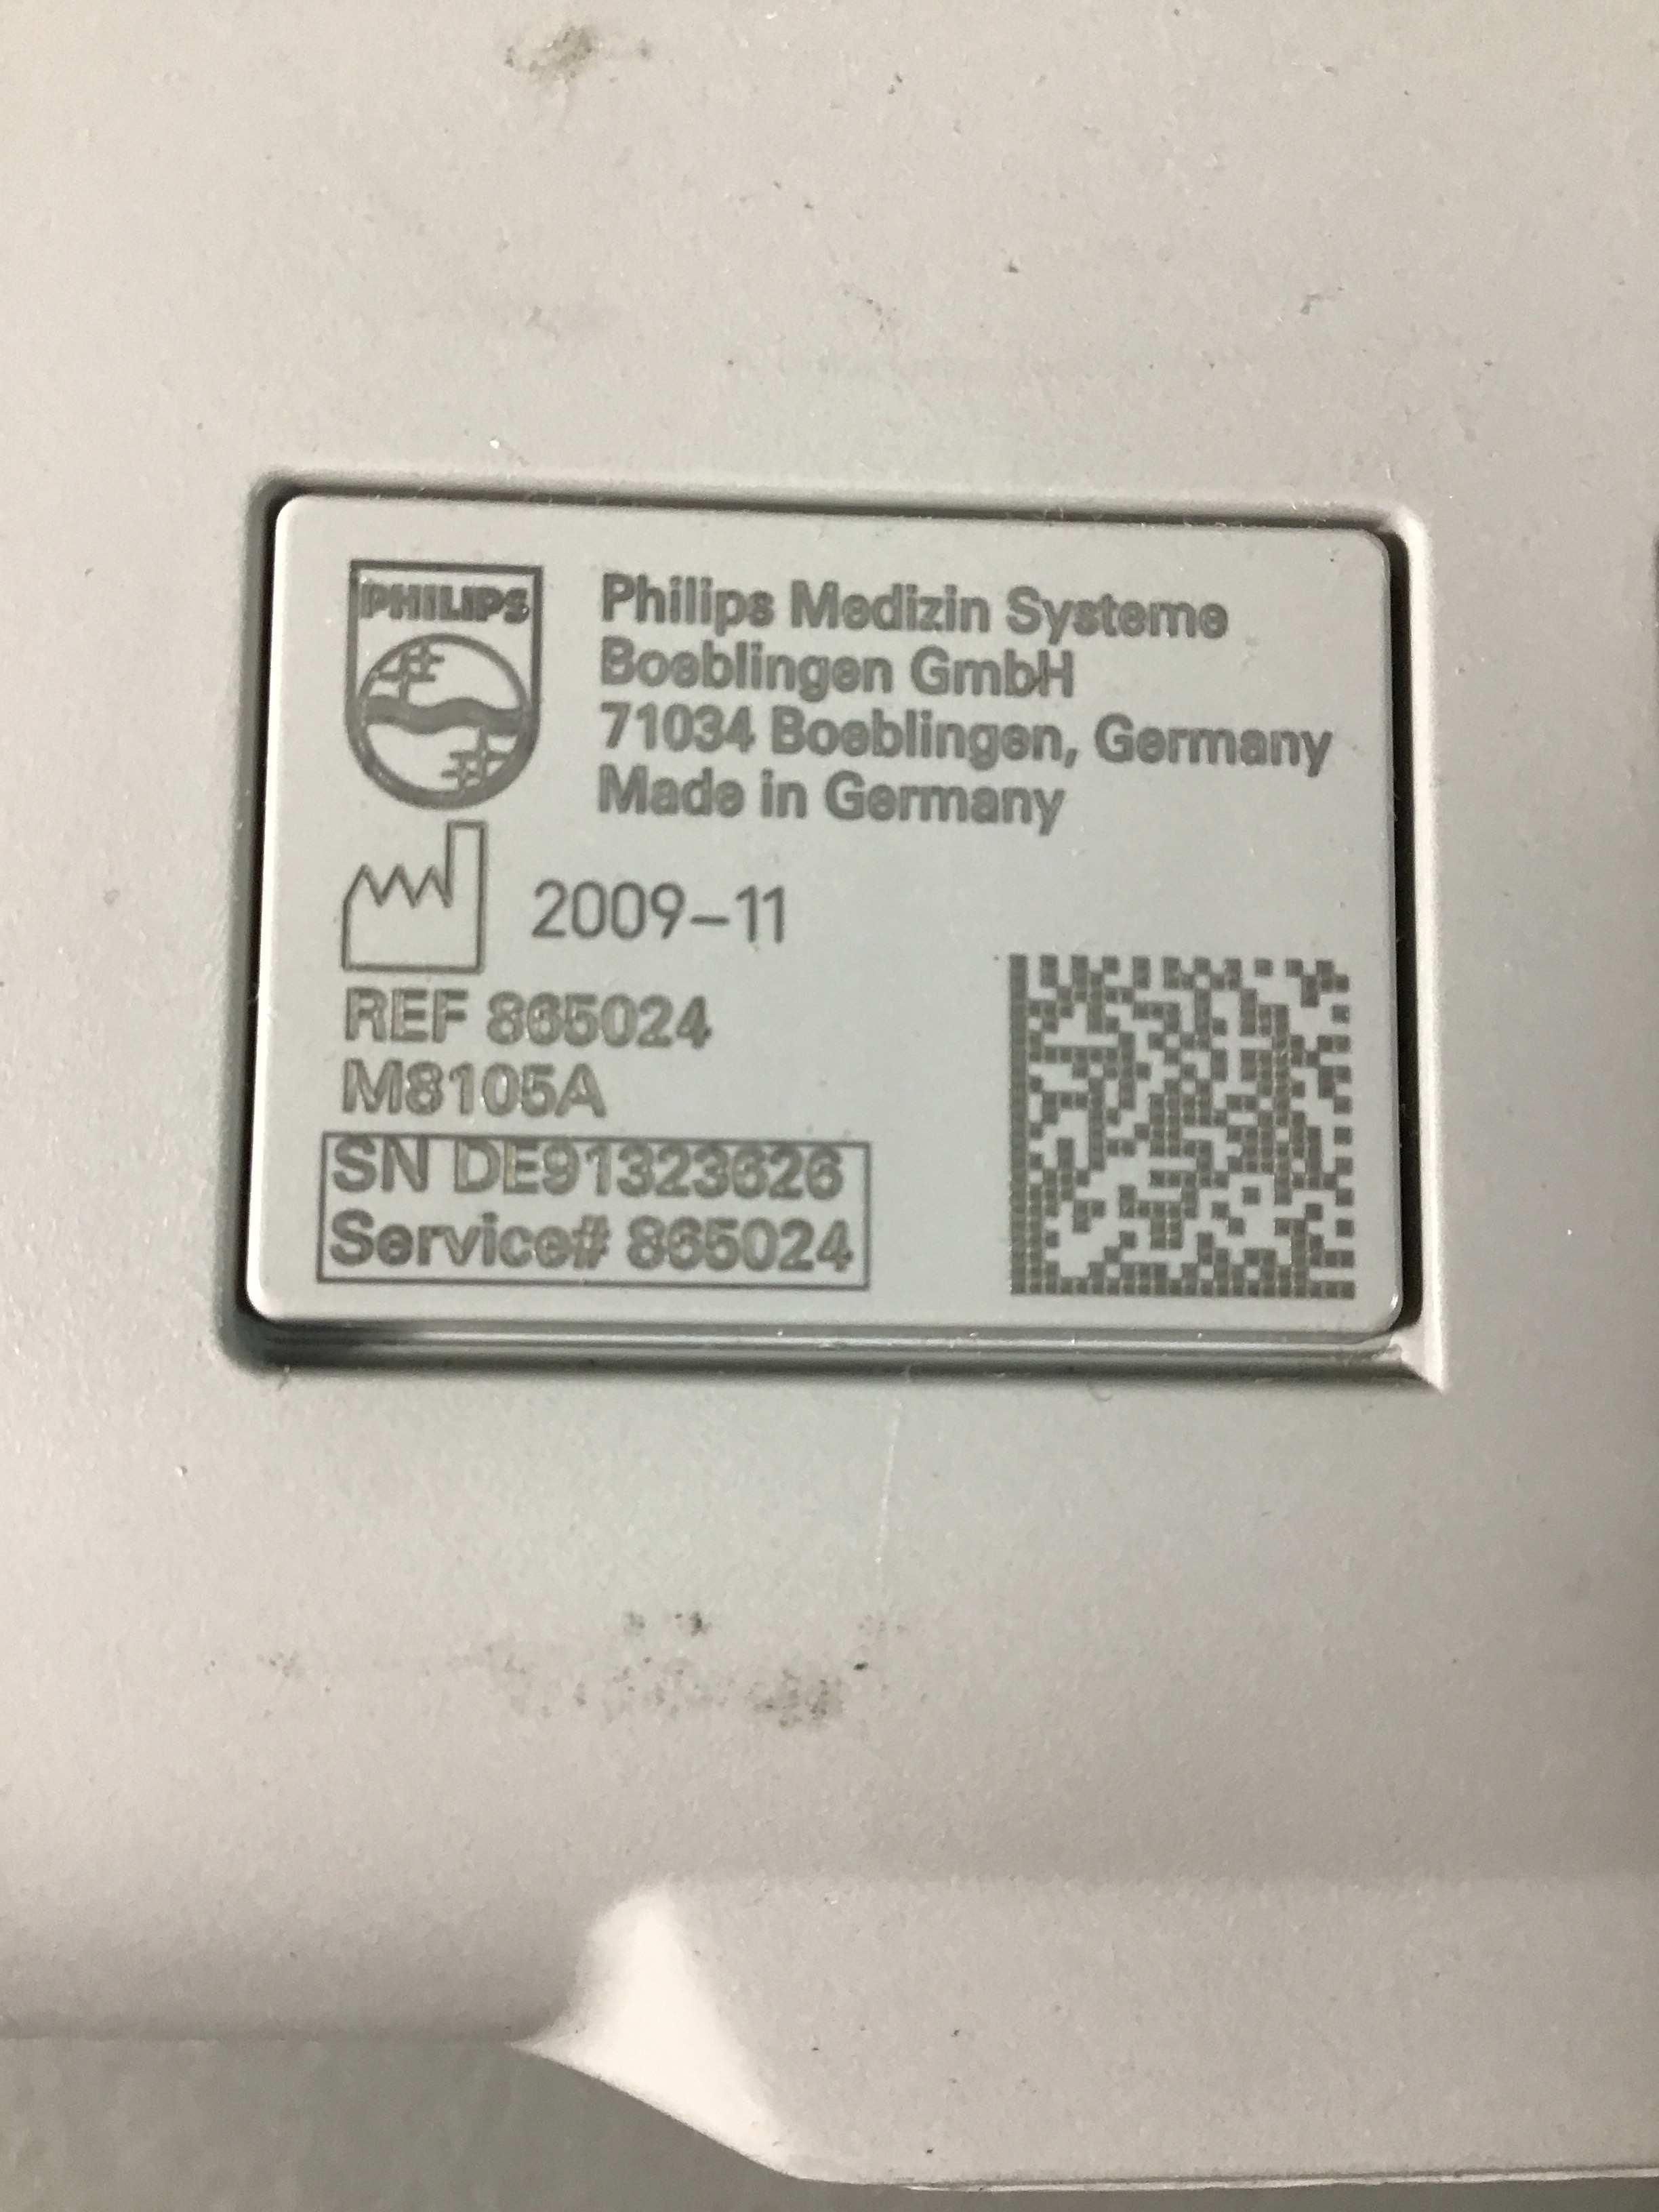 PHILIPS
Philips Medizin Systeme
Boeblingen GmbH
71034 Boeblingen, Germany
Made in Germany
2009-11
REF 865024
M8105A
SN DE91323626
Service# 865024